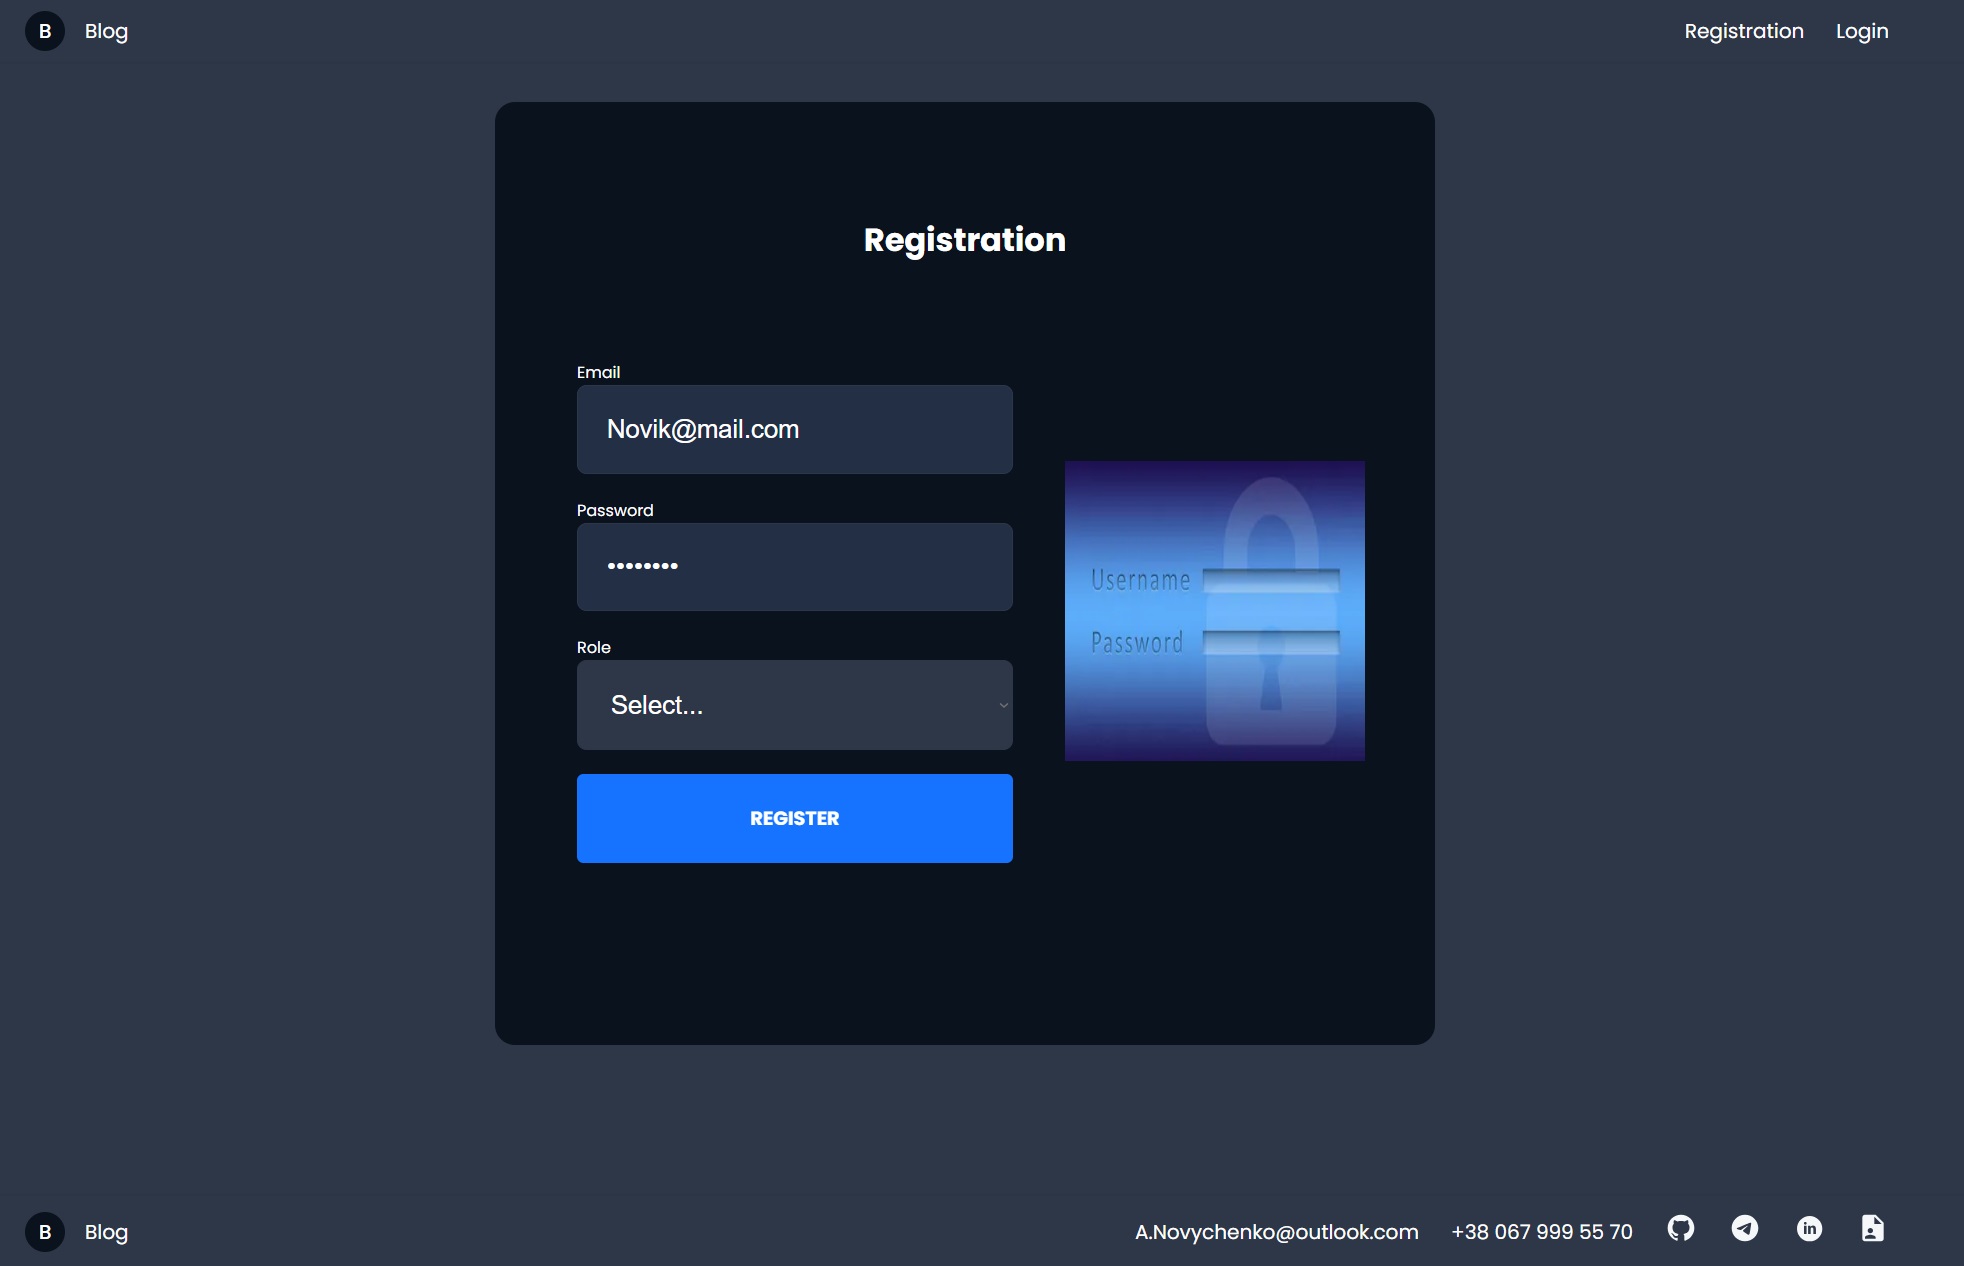 B Blog Registration Login
Registration
Email
Novik@mail.com
Password
••••••••
Role
Select...
REGISTER
Username
Password
B Blog A.Novychenko@outlook.com +38 067 999 55 70 in